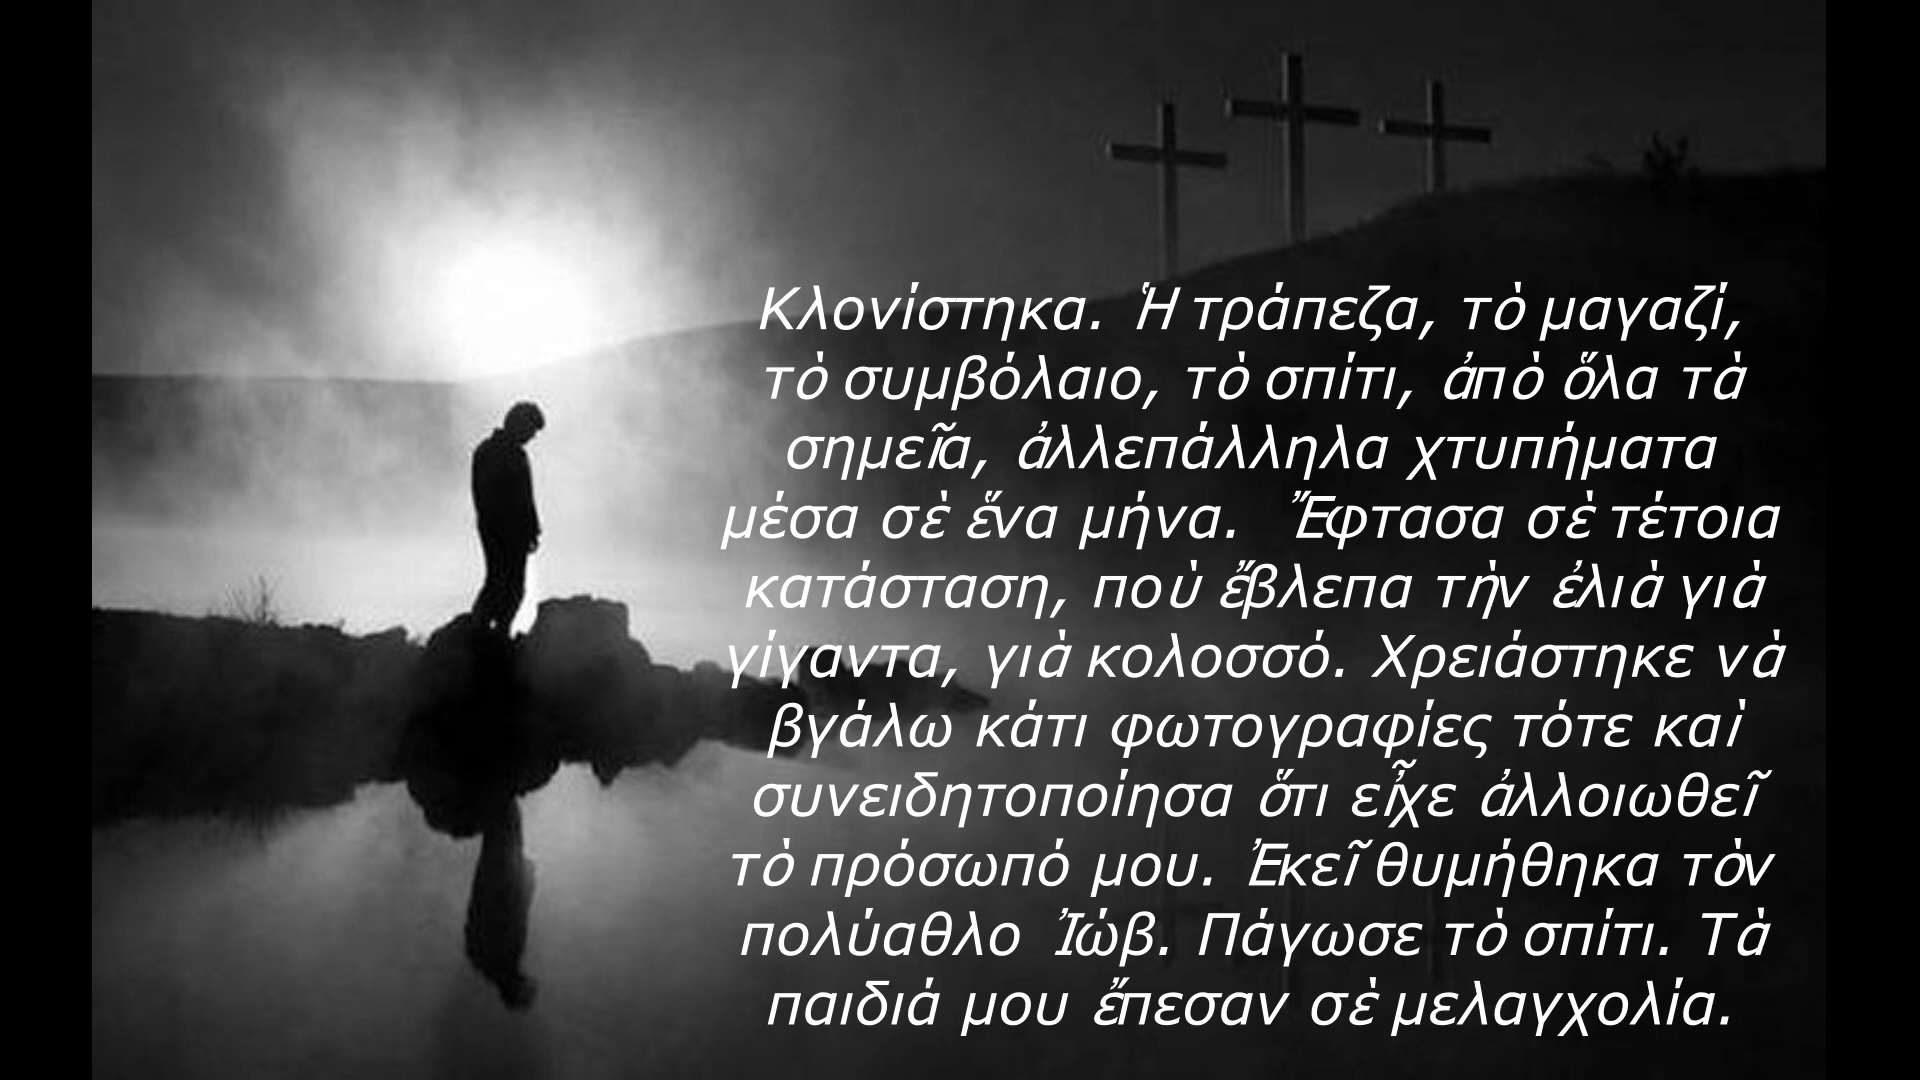 Κλονίστηκα. Ἡ τράπεζα, τὸ μαγαζί,
τὸ συμβόλαιο, τὸ σπίτι, ἀπὸ ὅλα τὰ
σημεῖα, ἀλλεπάλληλα χτυπήματα
μέσα σὲ ἕνα μήνα. Ἔφτασα σὲ τέτοια
κατάσταση, ποὺ ἔβλεπα τὴν ἐλιὰ γιὰ
γίγαντα, γιὰ κολοσσό. Χρειάστηκε νὰ
βγάλω κάτι φωτογραφίες τότε καὶ
συνειδητοποίησα ὅτι εἶχε ἀλλοιωθεῖ
τὸ πρόσωπό μου. Ἐκεῖ θυμήθηκα τὸν
πολύαθλο Ἰώβ. Πάγωσε τὸ σπίτι. Τὰ
παιδιά μου ἔπεσαν σὲ μελαγχολία.